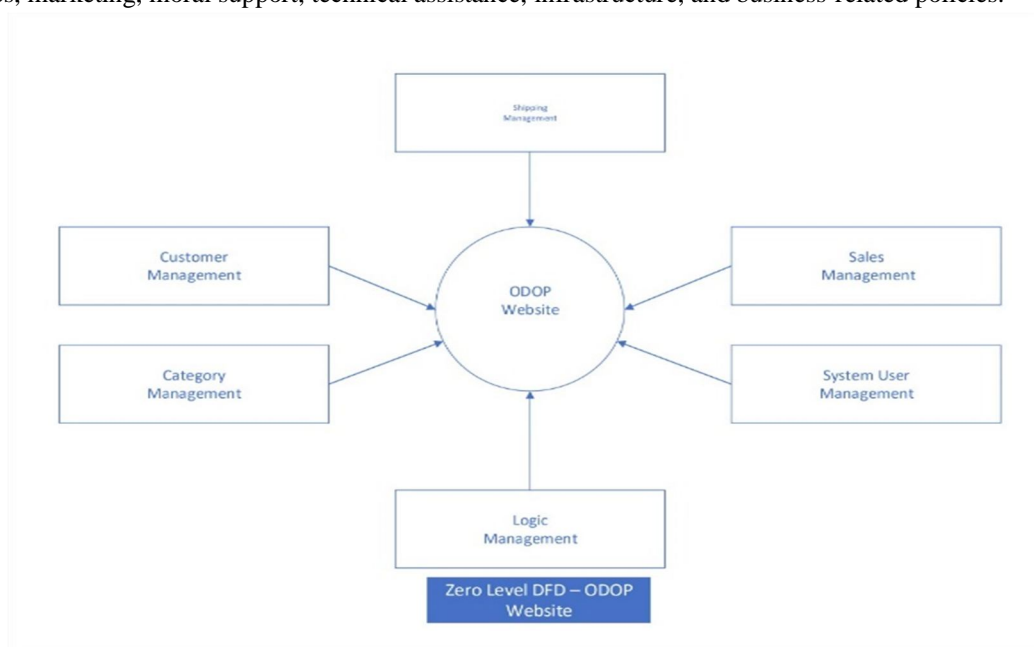 es, marketing, moral support, technical assistance, infrastructure, and business-related policies.
Shipping
Management
Customer
Management
Sales
Management
ODOP
Website
Category
Management
System User
Management
Logic
Management
Zero Level DFD – ODOP
Website